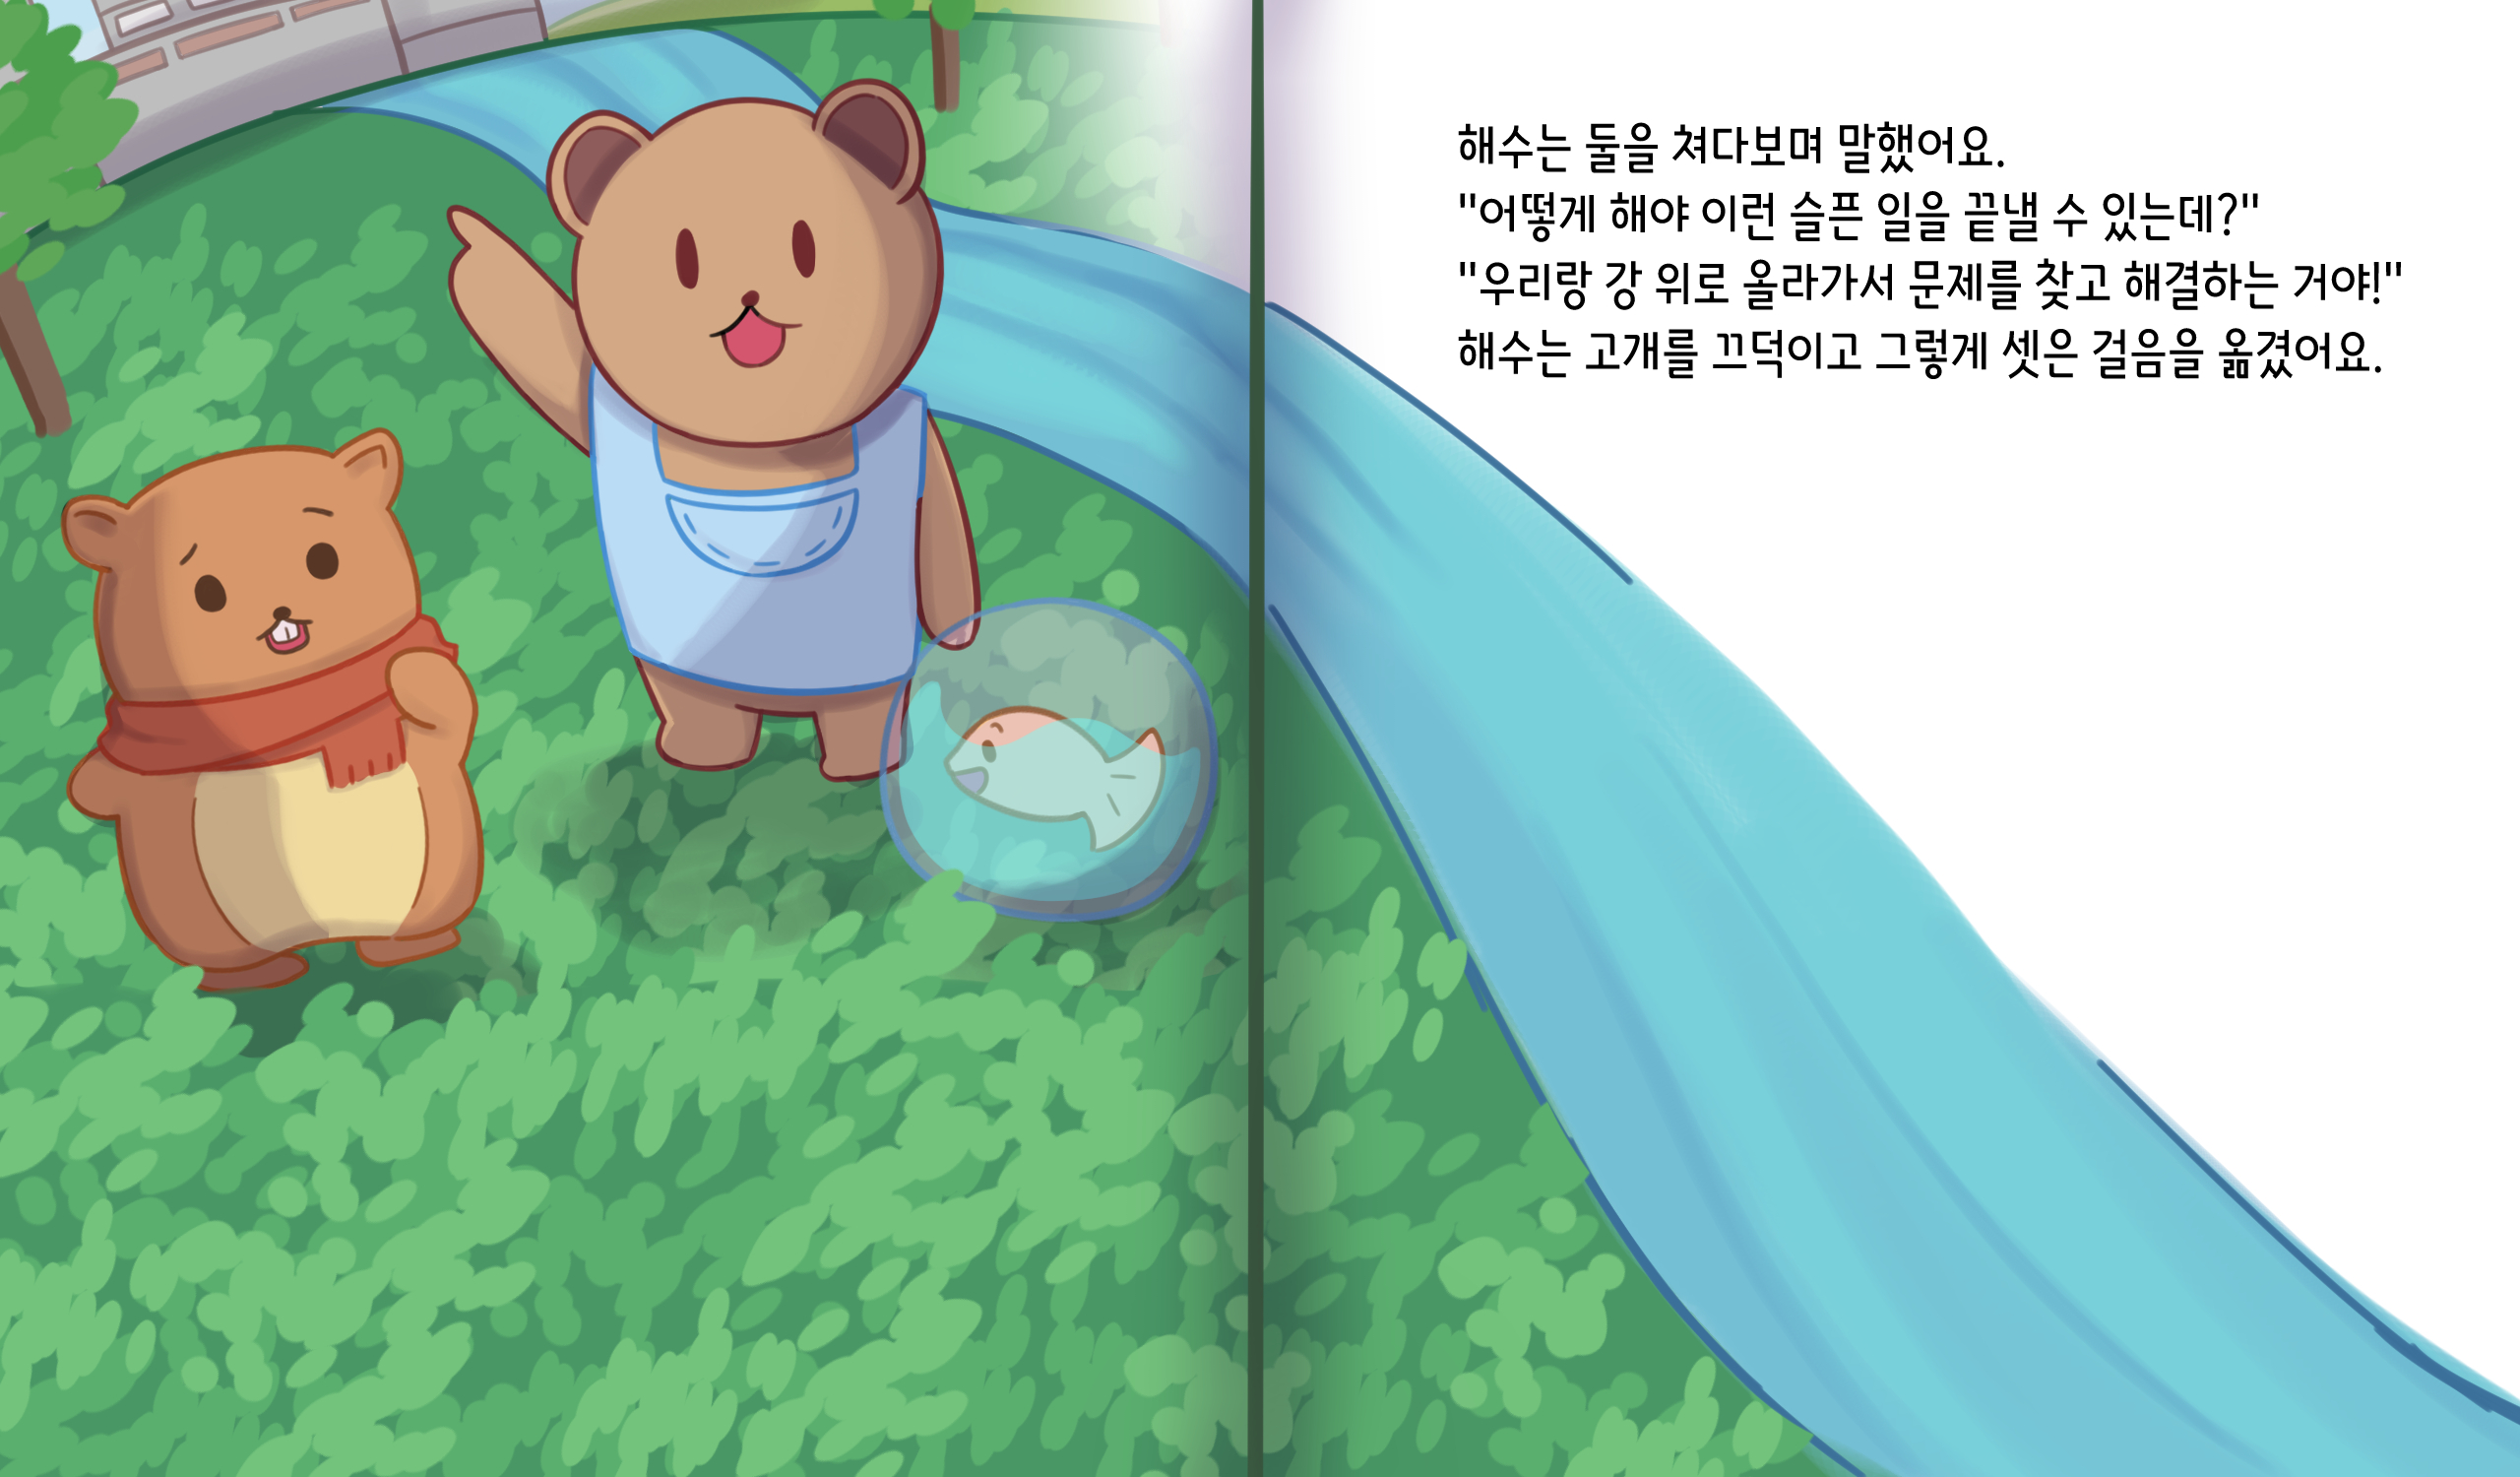 해수는 둘을 쳐다보며 말했어요.
"어떻게 해야 이런 슬픈 일을 끝낼 수 있는데?"
"우리랑 강 위로 올라가서 문제를 찾고 해결하는 거야!"
해수는 고개를 끄덕이고 그렇게 셋은 걸음을 옮겼어요.